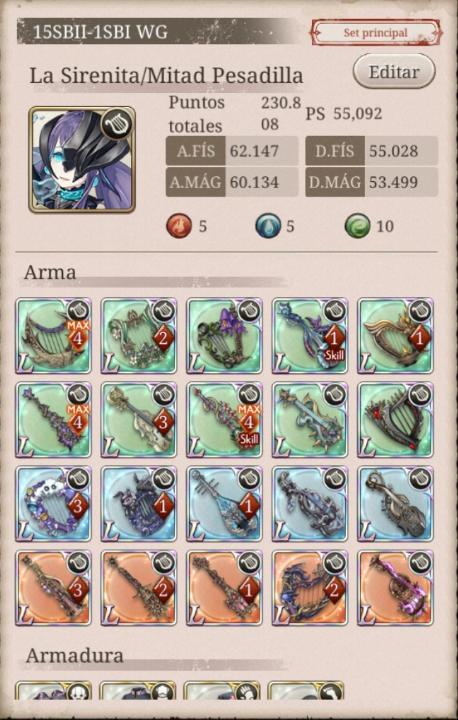 15SBII-1SBI WG
Set principal
La Sirenita/Mitad Pesadilla
Editar
Puntos totales 230.808
PS 55,092
A.FÍS 62.147
D.FÍS 55.028
A.MÁG 60.134
D.MÁG 53.499
5 5 10
Arma
L MAX 4 L 2 L L 1 Skill L 1
L MAX 4 L 3 L MAX 4 Skill L L
L 3 L 1 L 1 L L
L 3 L 2 L 1 L 2 L
Armadura